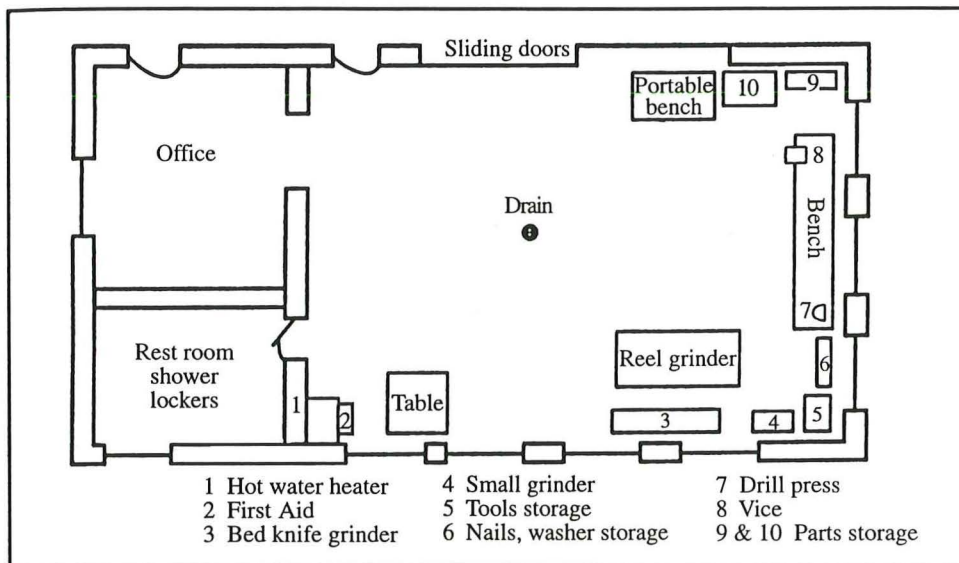 Sliding doors
Portable
bench
10
9
Office
8
Bench
Drain
7
Rest room
shower
lockers
Reel grinder
6
1
2
Table
3
4
5
1 Hot water heater
2 First Aid
3 Bed knife grinder
4 Small grinder
5 Tools storage
6 Nails, washer storage
7 Drill press
8 Vice
9 & 10 Parts storage